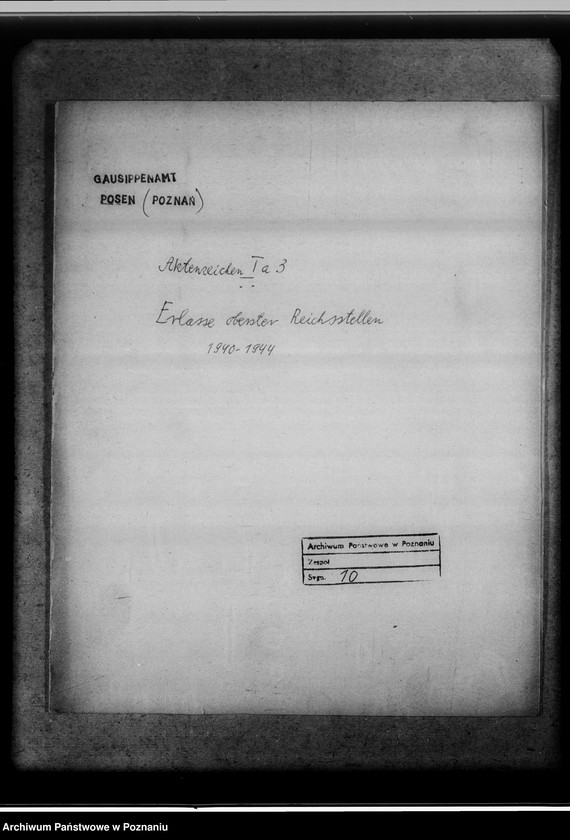 GAUSIPPENAMT
POSEN (POZNAŃ)
Aktenzeichen I a 3
Erlasse oberster Reichsstellen
1940-1944
Archiwum Państwowe w Poznaniu
Zespół
Sygn. 10
Archiwum Państwowe w Poznaniu